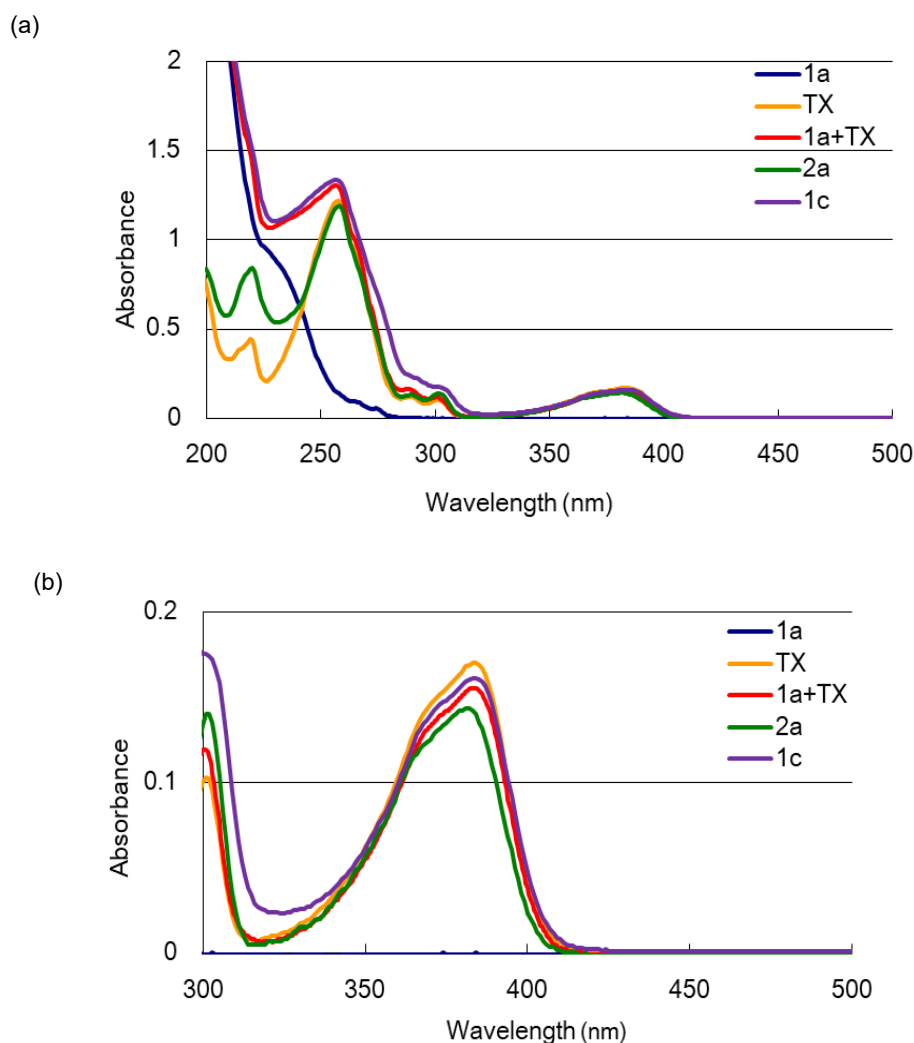 (a)
2
1.5
1
0.5
0
Absorbance
200 250 300 350 400 450 500
Wavelength (nm)
1a
TX
1a+TX
2a
1c
(b)
0.2
0.1
0
Absorbance
300 350 400 450 500
Wavelength (nm)
1a
TX
1a+TX
2a
1c